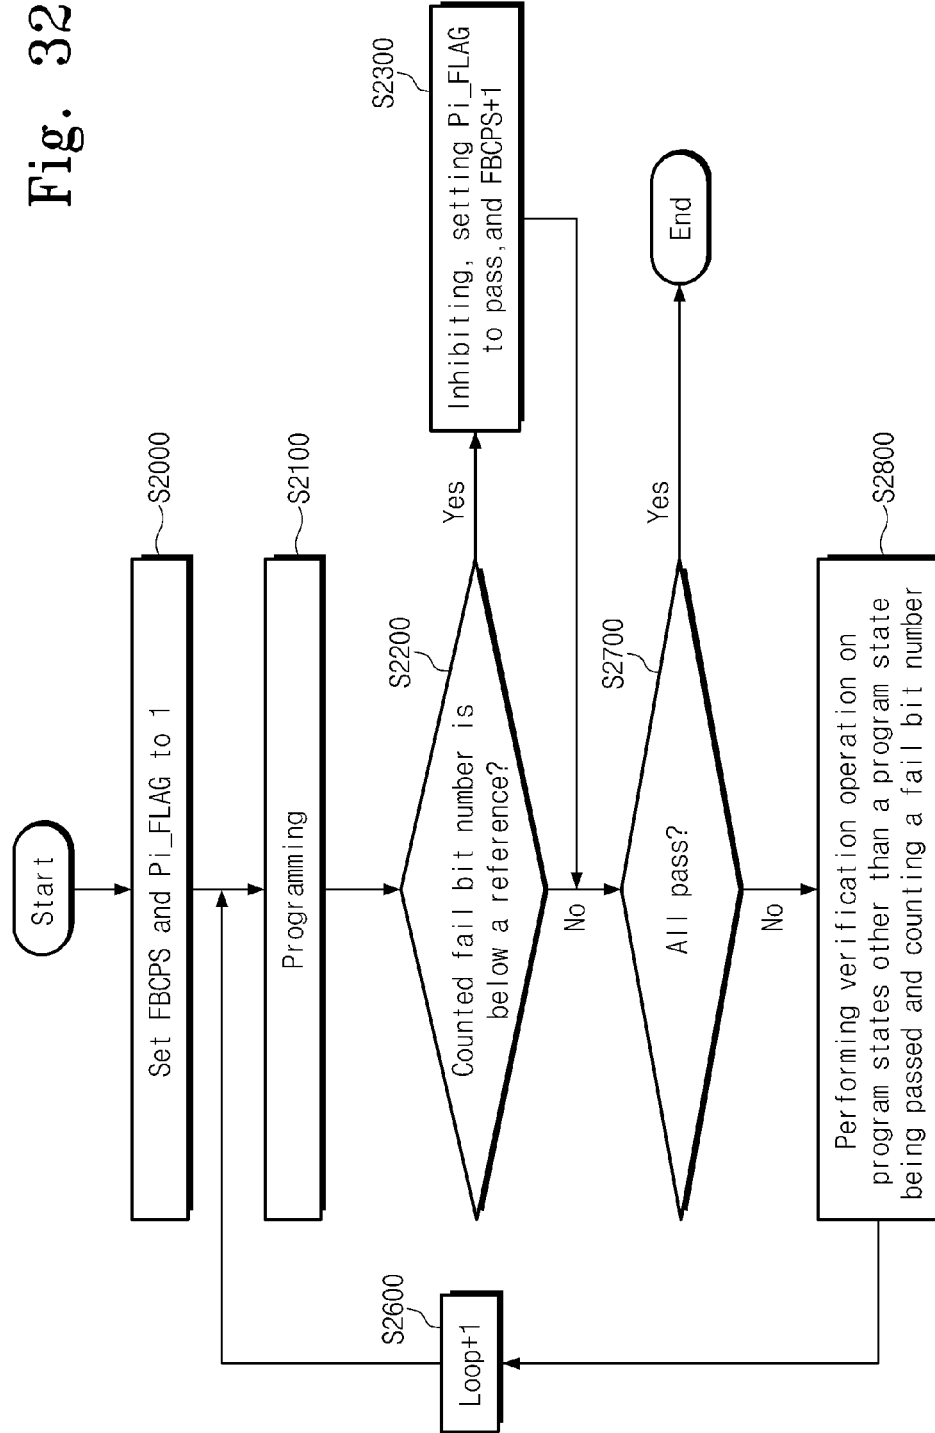 Fig. 32
Start
Set FBCPS and Pi_FLAG to 1
S2000
Programming
S2100
Counted fail bit number is
below a reference?
S2200
Yes
Inhibiting, setting Pi_FLAG
to pass,and FBCPS+1
S2300
No
All pass?
S2700
Yes
End
No
Performing verification operation on
program states other than a program state
being passed and counting a fail bit number
S2800
Loop+1
S2600